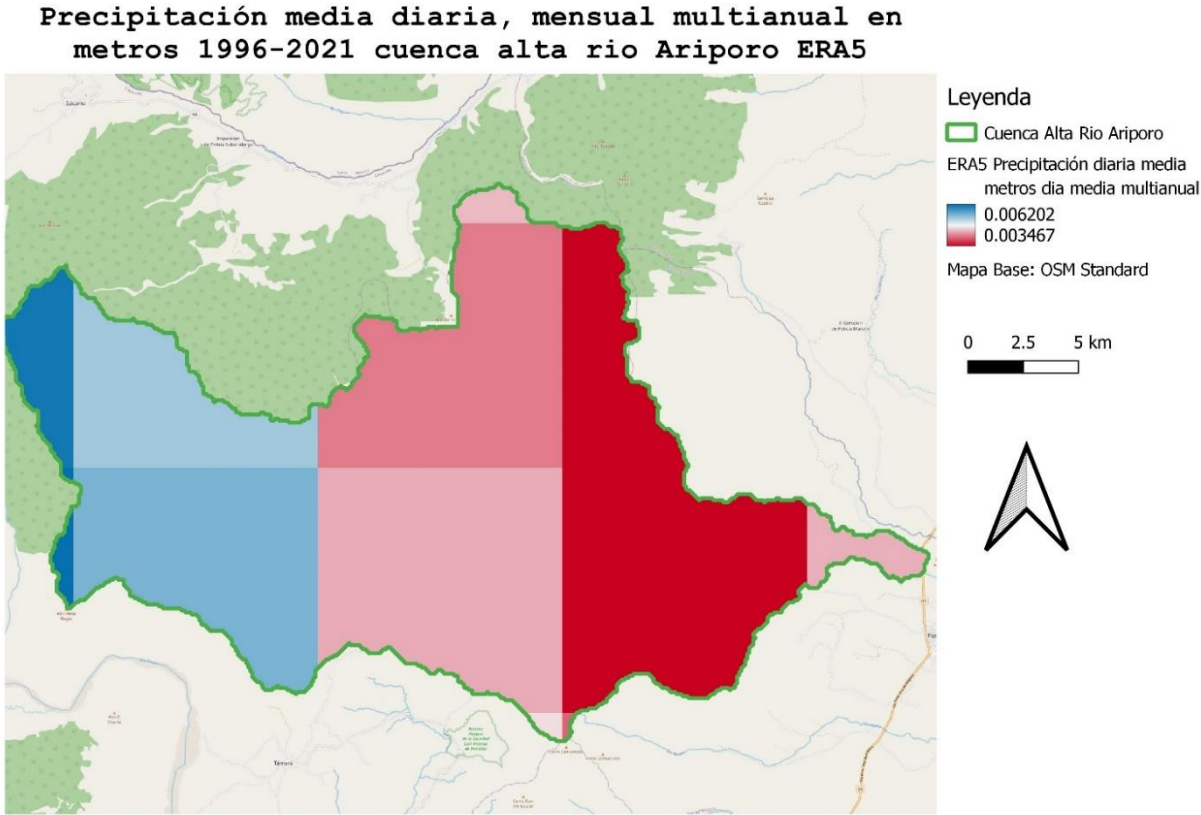 Precipitación media diaria, mensual multianual en
metros 1996-2021 cuenca alta rio Ariporo ERA5
Leyenda
Cuenca Alta Rio Ariporo
ERA5 Precipitación diaria media
metros dia media multianual
0.006202
0.003467
Mapa Base: OSM Standard
0 2.5 5 km
Sácama
Támara